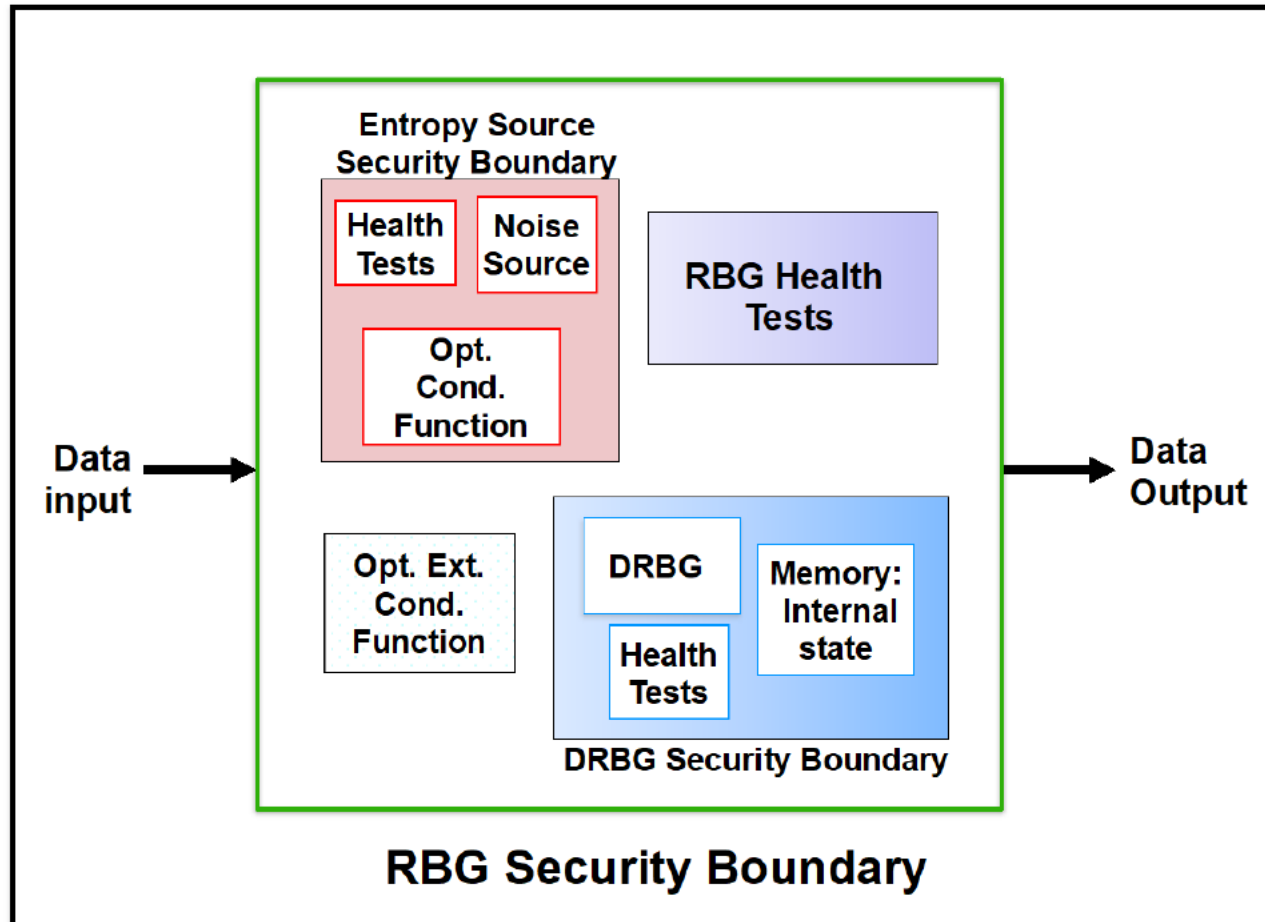 Entropy Source
Security Boundary
Health
Tests
Noise
Source
Opt.
Cond.
Function
RBG Health
Tests
Data
input
Data
Output
Opt. Ext.
Cond.
Function
DRBG
Health
Tests
Memory:
Internal
state
DRBG Security Boundary
RBG Security Boundary